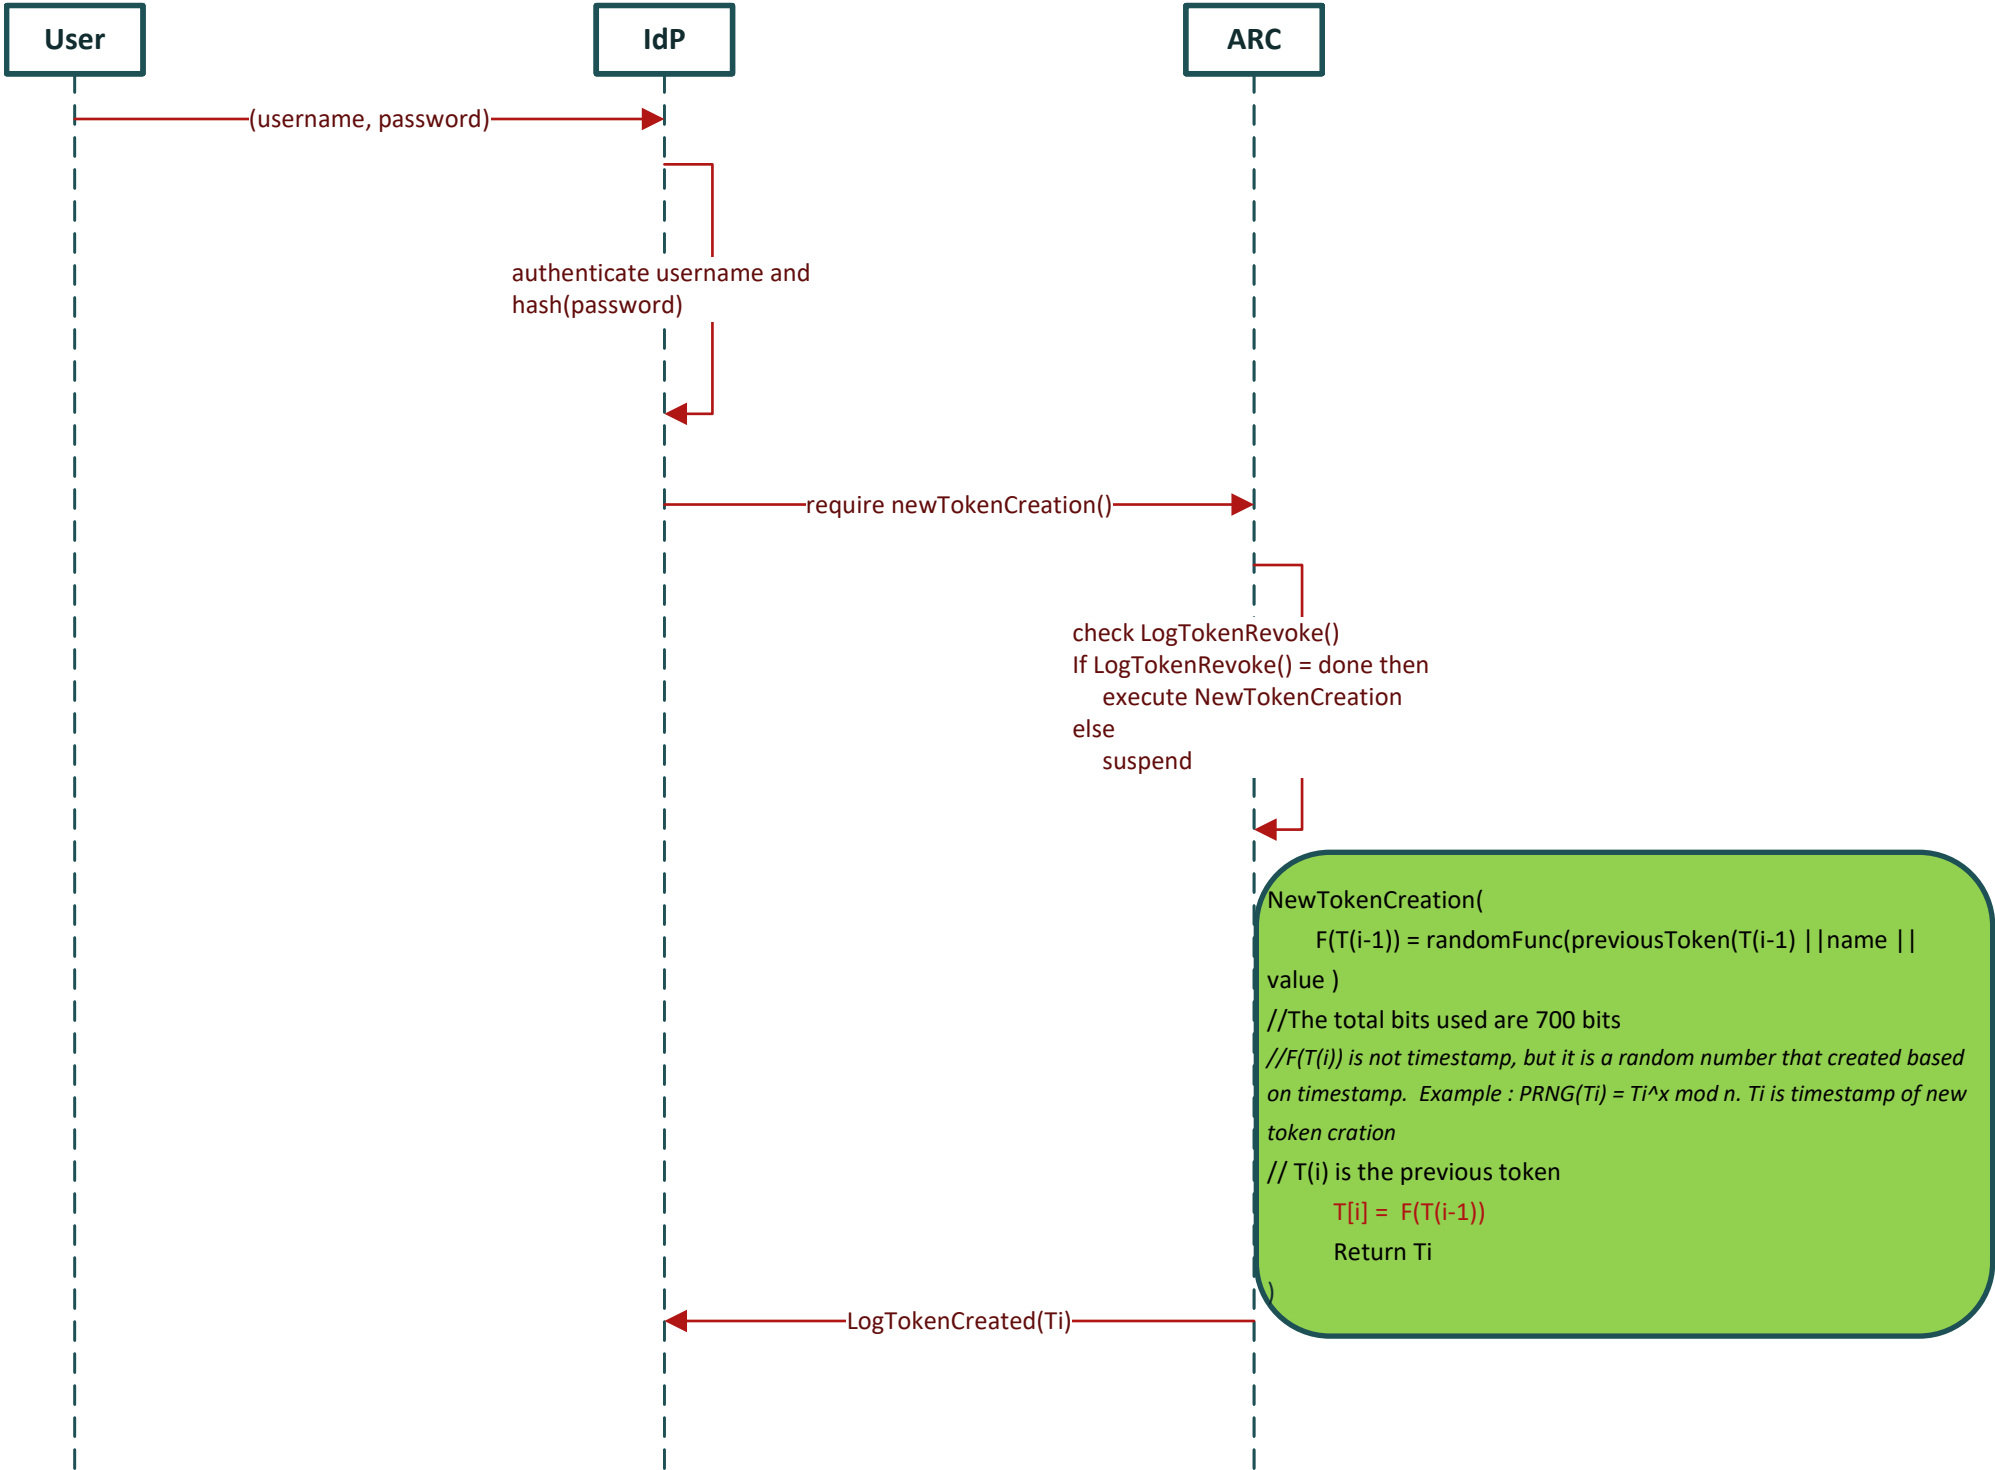 User
IdP
ARC
(username, password)
authenticate username and
hash(password)
require newTokenCreation()
check LogTokenRevoke()
If LogTokenRevoke() = done then
execute NewTokenCreation
else
suspend
NewTokenCreation(
F(T(i-1)) = randomFunc(previousToken(T(i-1) ||name ||
value )
//The total bits used are 700 bits
//F(T(i)) is not timestamp, but it is a random number that created based
on timestamp.  Example : PRNG(Ti) = Ti^x mod n. Ti is timestamp of new
token cration
// T(i) is the previous token
T[i] =  F(T(i-1))
Return Ti
)
LogTokenCreated(Ti)